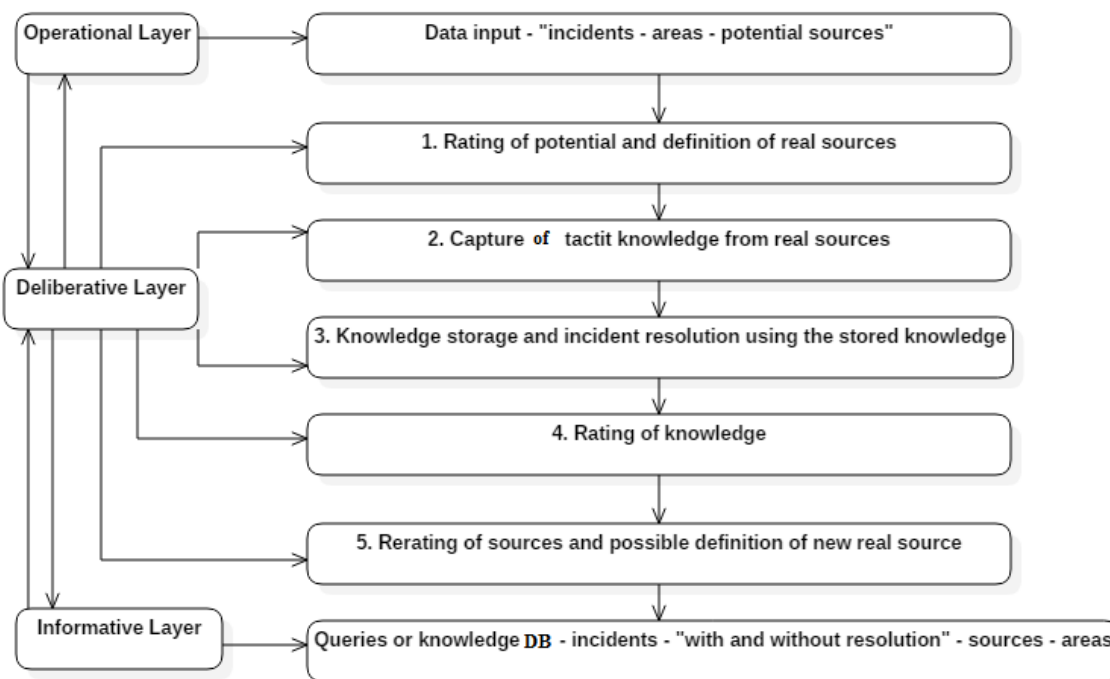 Operational Layer
Data input - "incidents - areas - potential sources"
1. Rating of potential and definition of real sources
2. Capture of tactit knowledge from real sources
Deliberative Layer
3. Knowledge storage and incident resolution using the stored knowledge
4. Rating of knowledge
5. Rerating of sources and possible definition of new real source
Informative Layer
Queries or knowledge DB - incidents - "with and without resolution" - sources - areas